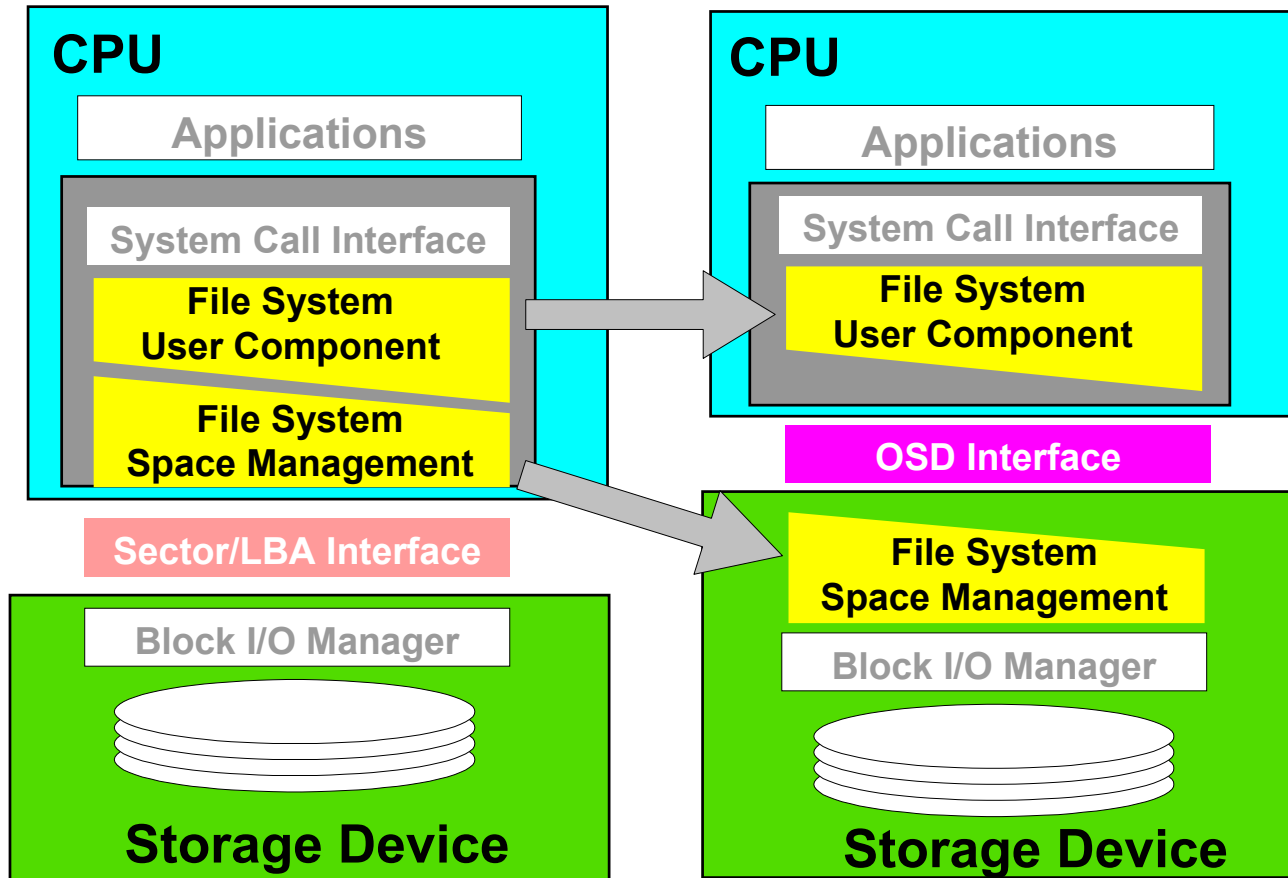 CPU
Applications
System Call Interface
File System
User Component
File System
Space Management
Sector/LBA Interface
Block I/O Manager
Storage Device
CPU
Applications
System Call Interface
File System
User Component
OSD Interface
File System
Space Management
Block I/O Manager
Storage Device